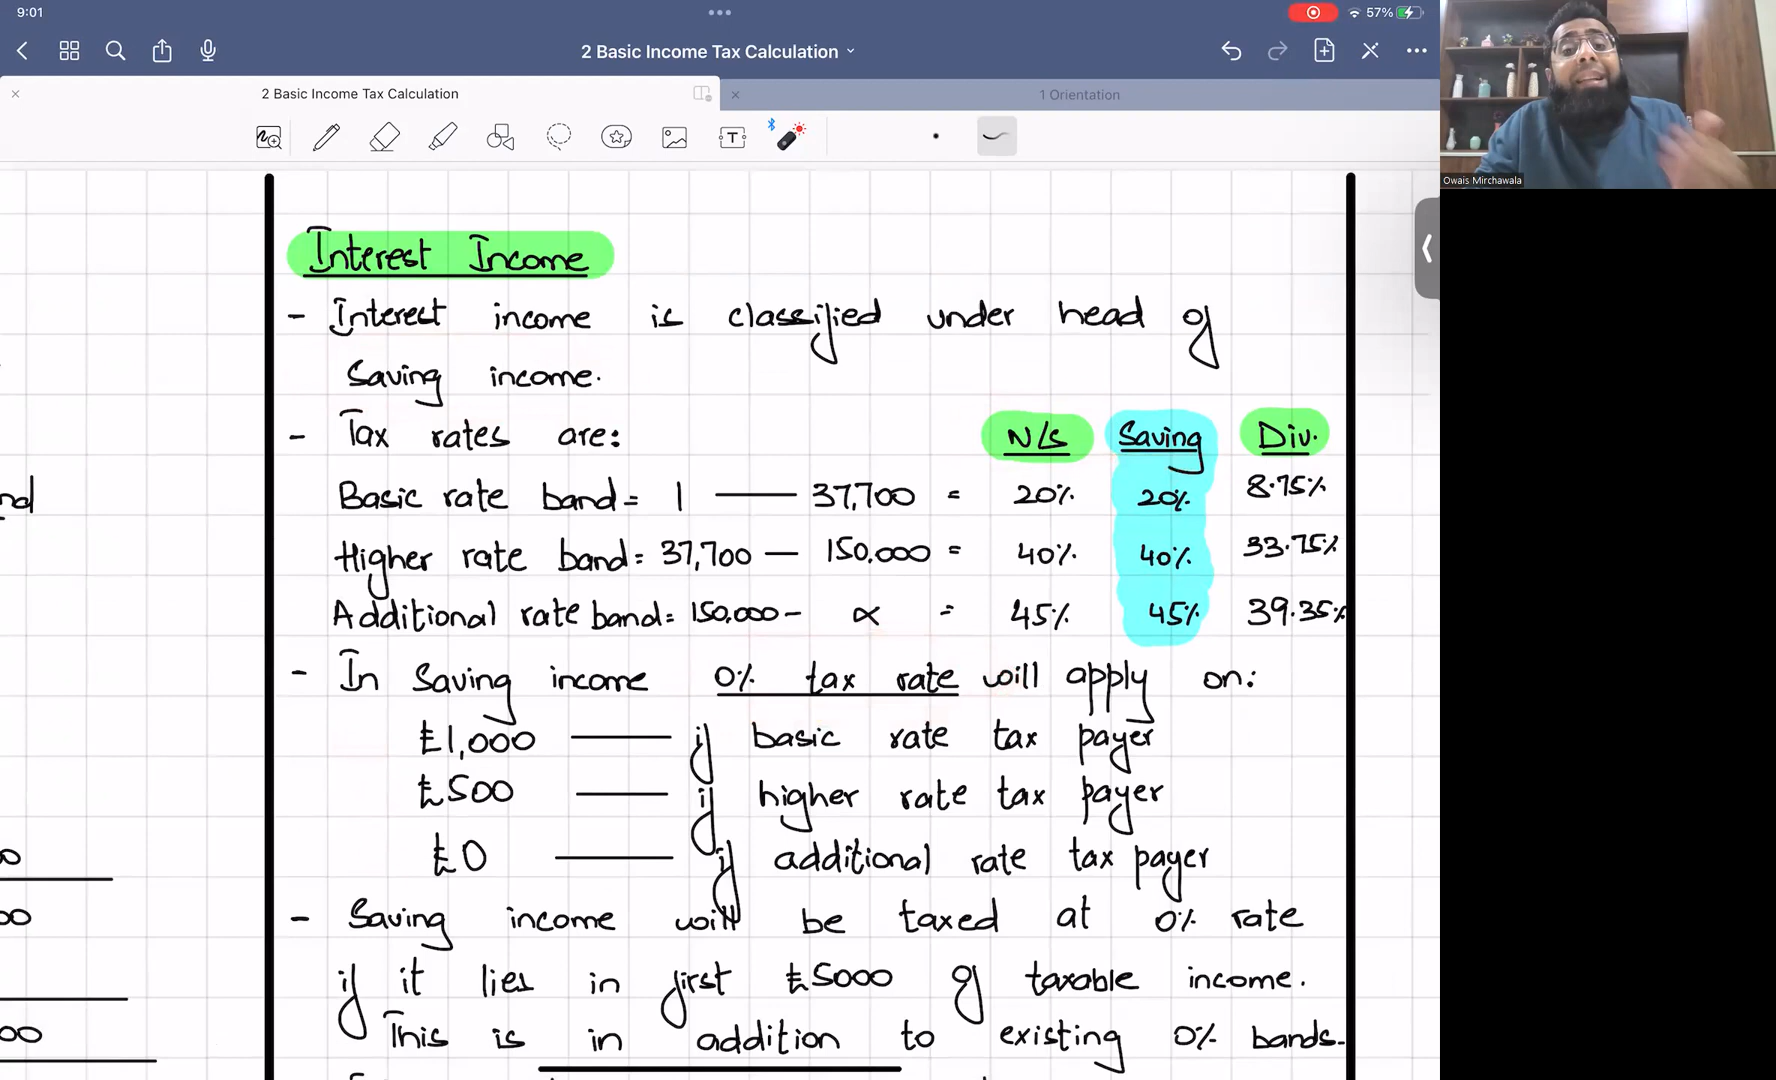 9:01
57%
2 Basic Income Tax Calculation
2 Basic Income Tax Calculation
1 Orientation
Owais Mirchawala
Interest Income
- Interest income is classified under head of
Saving income.
- Tax rates are: N/S Saving Div.
Basic rate band = 1 — 37,700 = 20% 20% 8.75%
Higher rate band = 37,700 — 150,000 = 40% 40% 33.75%
Additional rate band = 150,000 - ∝ = 45% 45% 39.35%
- In Saving income 0% tax rate will apply on:
£1,000 — if basic rate tax payer
£500 — if higher rate tax payer
£0 — if additional rate tax payer
- Saving income will be taxed at 0% rate
if it lies in first £5000 of taxable income.
This is in addition to existing 0% bands.